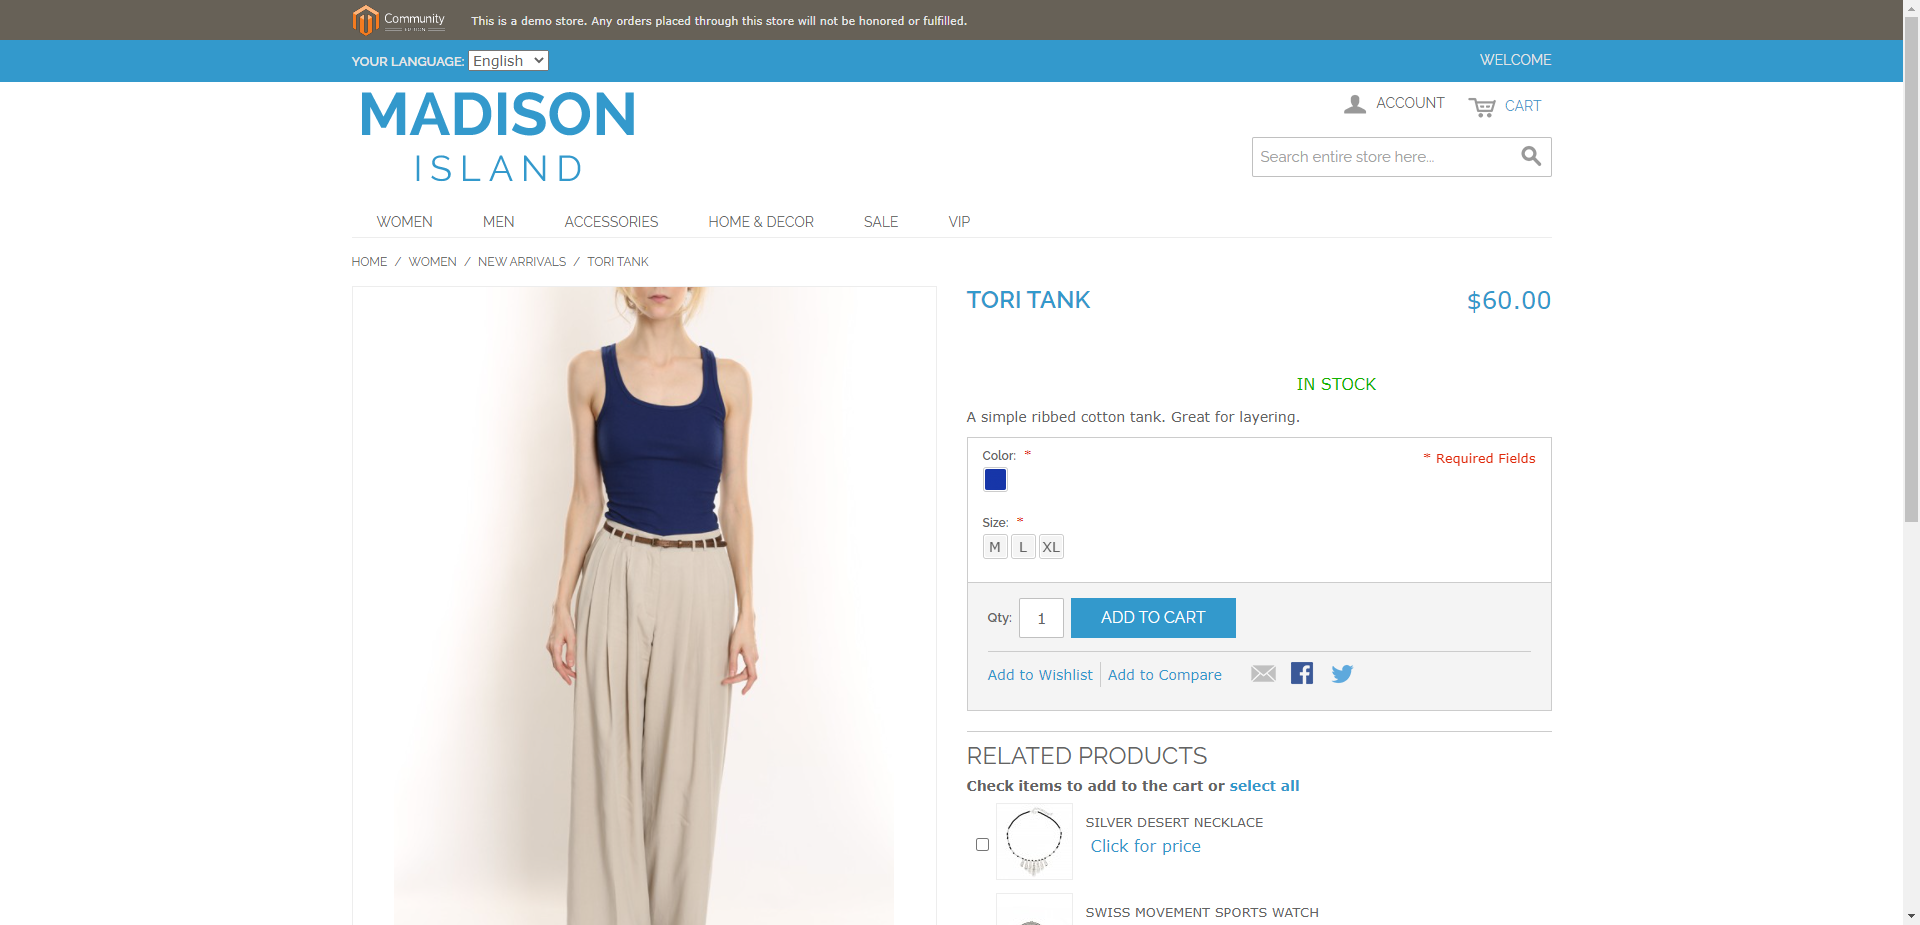 Community
EDITION
This is a demo store. Any orders placed through this store will not be honored or fulfilled.
YOUR LANGUAGE: English
WELCOME
MADISON
ISLAND
ACCOUNT
CART
Search entire store here...
WOMEN MEN ACCESSORIES HOME & DECOR SALE VIP
HOME / WOMEN / NEW ARRIVALS / TORI TANK
TORI TANK
$60.00
IN STOCK
A simple ribbed cotton tank. Great for layering.
Color: *
* Required Fields
Size: *
M L XL
Qty: 1 ADD TO CART
Add to Wishlist Add to Compare
RELATED PRODUCTS
Check items to add to the cart or select all
SILVER DESERT NECKLACE
Click for price
SWISS MOVEMENT SPORTS WATCH